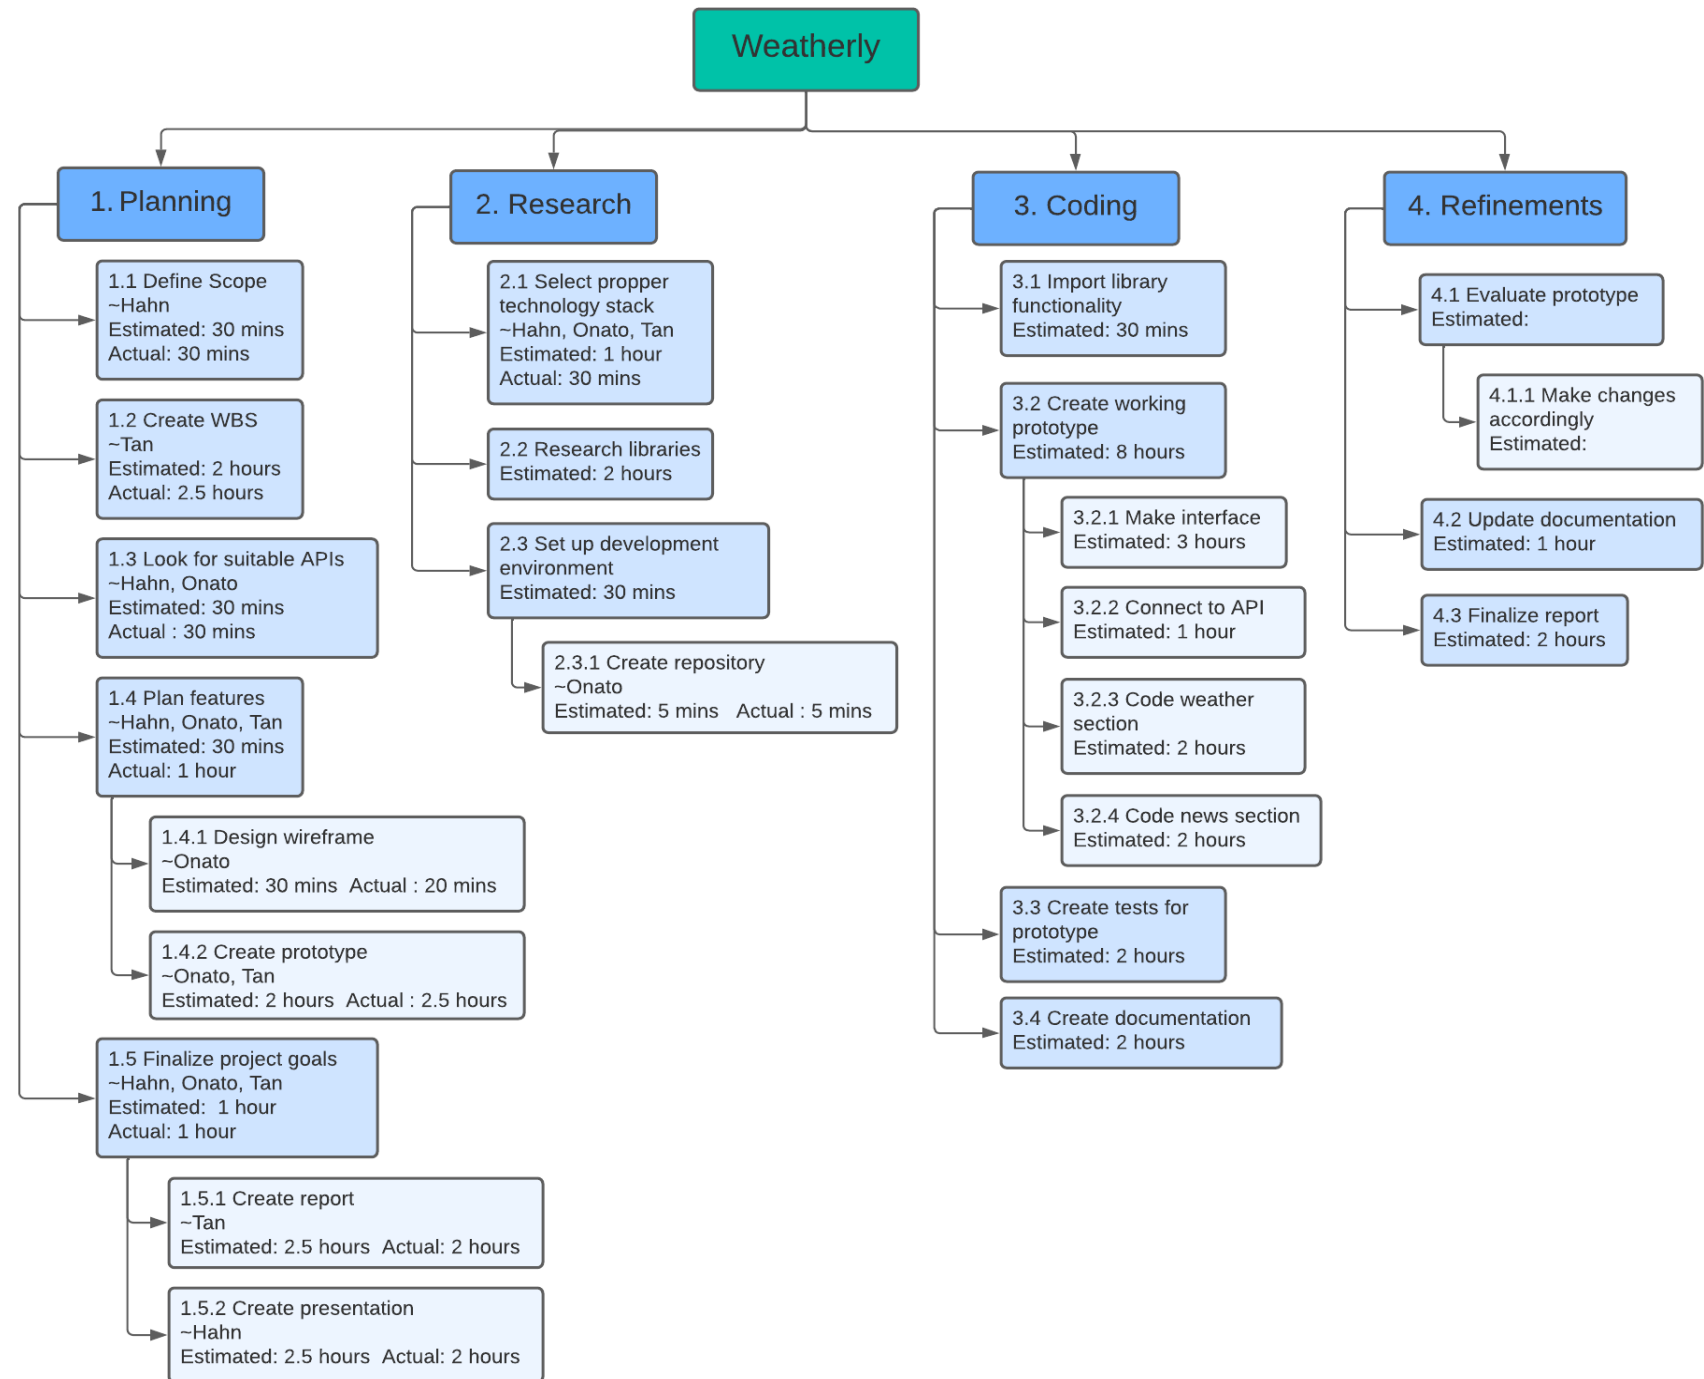 Weatherly
1. Planning
1.1 Define Scope
~Hahn
Estimated: 30 mins
Actual: 30 mins
1.2 Create WBS
~Tan
Estimated: 2 hours
Actual: 2.5 hours
1.3 Look for suitable APIs
~Hahn, Onato
Estimated: 30 mins
Actual : 30 mins
1.4 Plan features
~Hahn, Onato, Tan
Estimated: 30 mins
Actual: 1 hour
1.4.1 Design wireframe
~Onato
Estimated: 30 mins  Actual : 20 mins
1.4.2 Create prototype
~Onato, Tan
Estimated: 2 hours  Actual : 2.5 hours
1.5 Finalize project goals
~Hahn, Onato, Tan
Estimated:  1 hour
Actual: 1 hour
1.5.1 Create report
~Tan
Estimated: 2.5 hours  Actual: 2 hours
1.5.2 Create presentation
~Hahn
Estimated: 2.5 hours  Actual: 2 hours
2. Research
2.1 Select propper
technology stack
~Hahn, Onato, Tan
Estimated: 1 hour
Actual: 30 mins
2.2 Research libraries
Estimated: 2 hours
2.3 Set up development
environment
Estimated: 30 mins
2.3.1 Create repository
~Onato
Estimated: 5 mins   Actual : 5 mins
3. Coding
3.1 Import library
functionality
Estimated: 30 mins
3.2 Create working
prototype
Estimated: 8 hours
3.2.1 Make interface
Estimated: 3 hours
3.2.2 Connect to API
Estimated: 1 hour
3.2.3 Code weather
section
Estimated: 2 hours
3.2.4 Code news section
Estimated: 2 hours
3.3 Create tests for
prototype
Estimated: 2 hours
3.4 Create documentation
Estimated: 2 hours
4. Refinements
4.1 Evaluate prototype
Estimated:
4.1.1 Make changes
accordingly
Estimated:
4.2 Update documentation
Estimated: 1 hour
4.3 Finalize report
Estimated: 2 hours